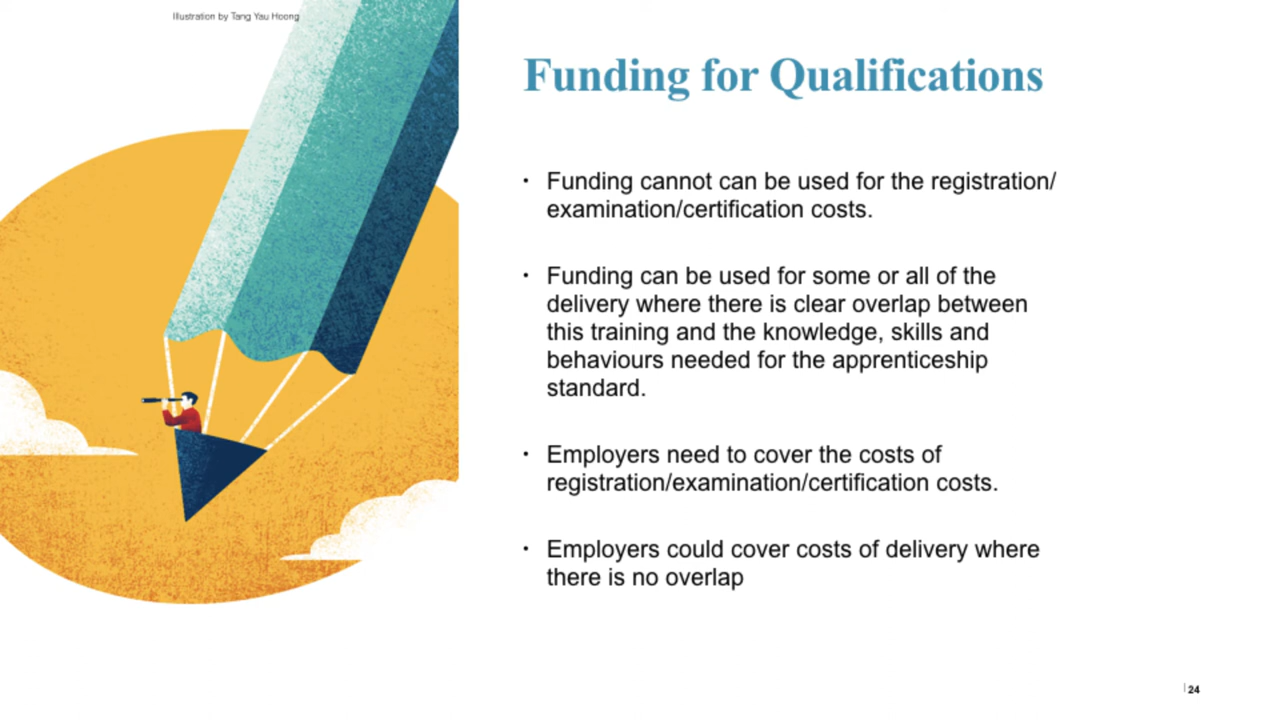 Illustration by Tang Yau Hoong
Funding for Qualifications
· Funding cannot can be used for the registration/
examination/certification costs.
· Funding can be used for some or all of the
delivery where there is clear overlap between
this training and the knowledge, skills and
behaviours needed for the apprenticeship
standard.
· Employers need to cover the costs of
registration/examination/certification costs.
· Employers could cover costs of delivery where
there is no overlap
| 24